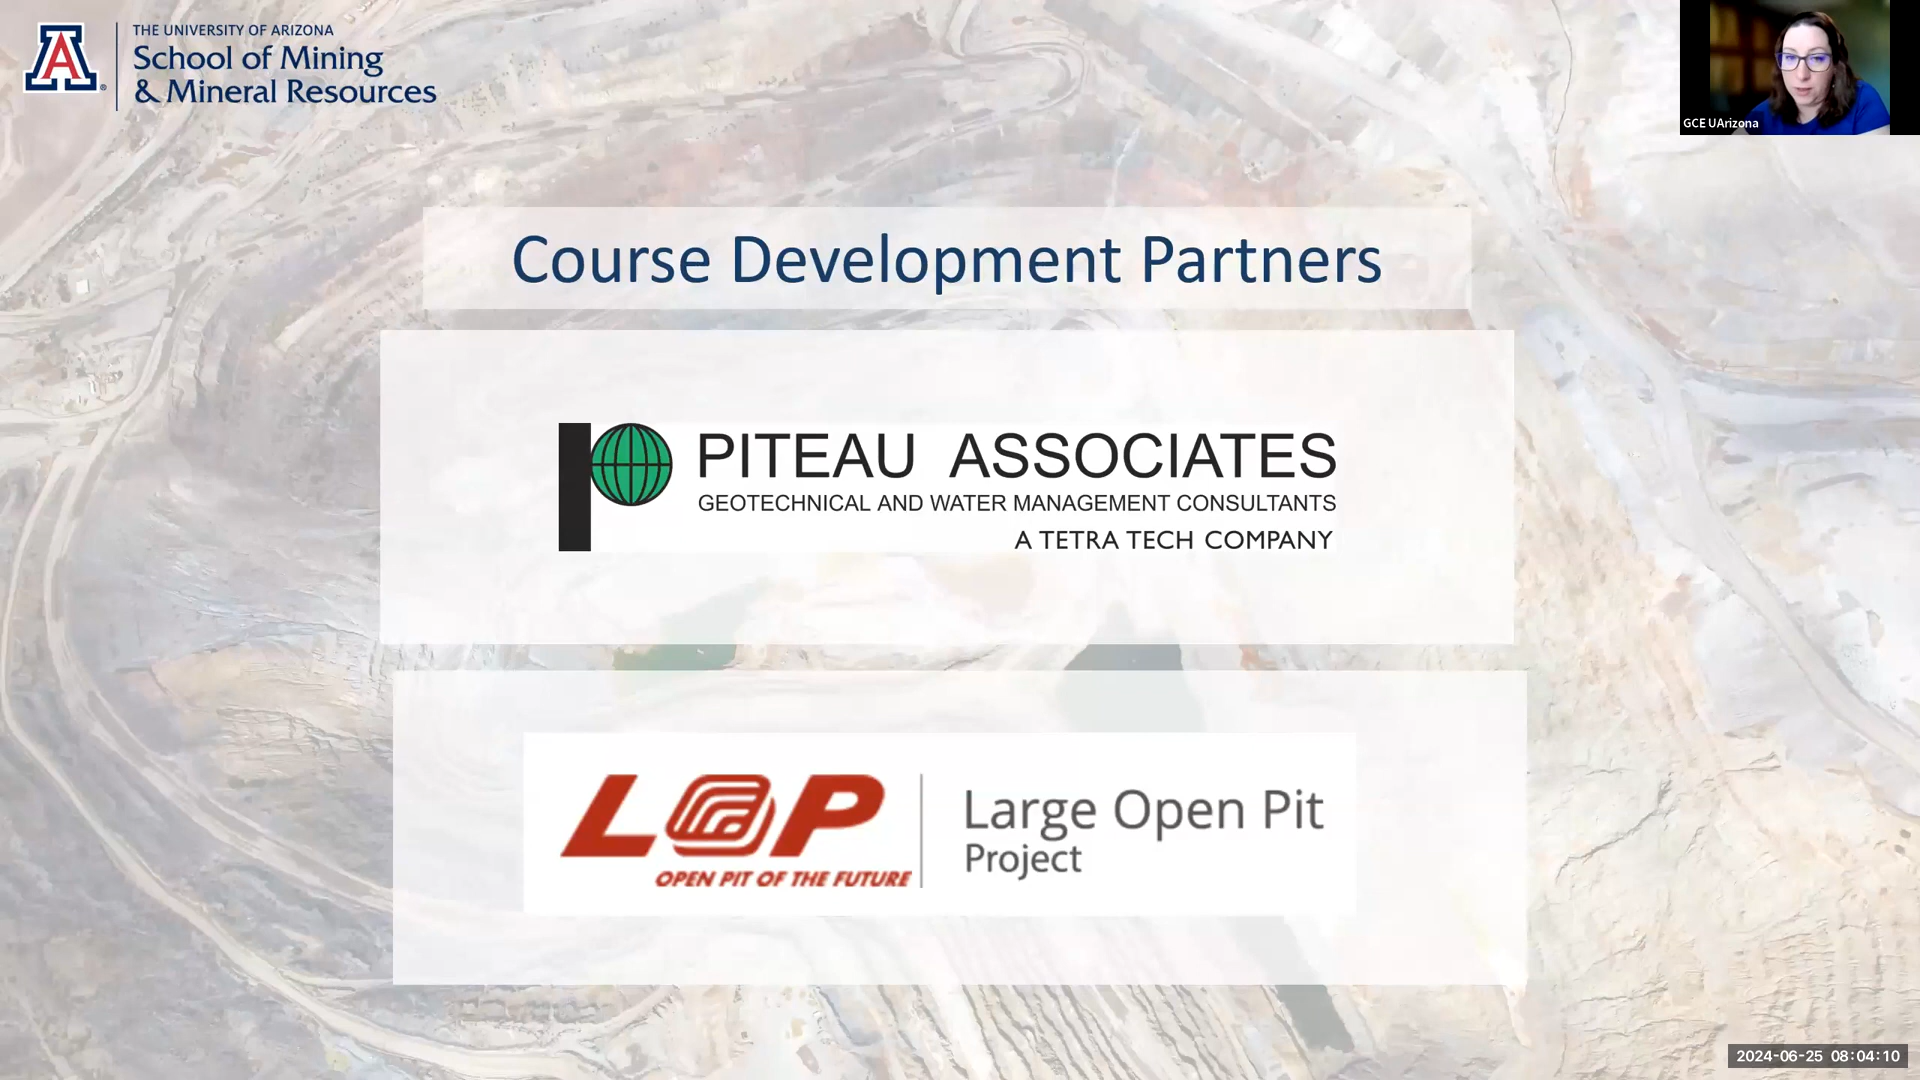 THE UNIVERSITY OF ARIZONA
School of Mining
& Mineral Resources
GCE UArizona
Course Development Partners
PITEAU ASSOCIATES
GEOTECHNICAL AND WATER MANAGEMENT CONSULTANTS
A TETRA TECH COMPANY
LOP
OPEN PIT OF THE FUTURE
Large Open Pit
Project
2024-06-25 08:04:10